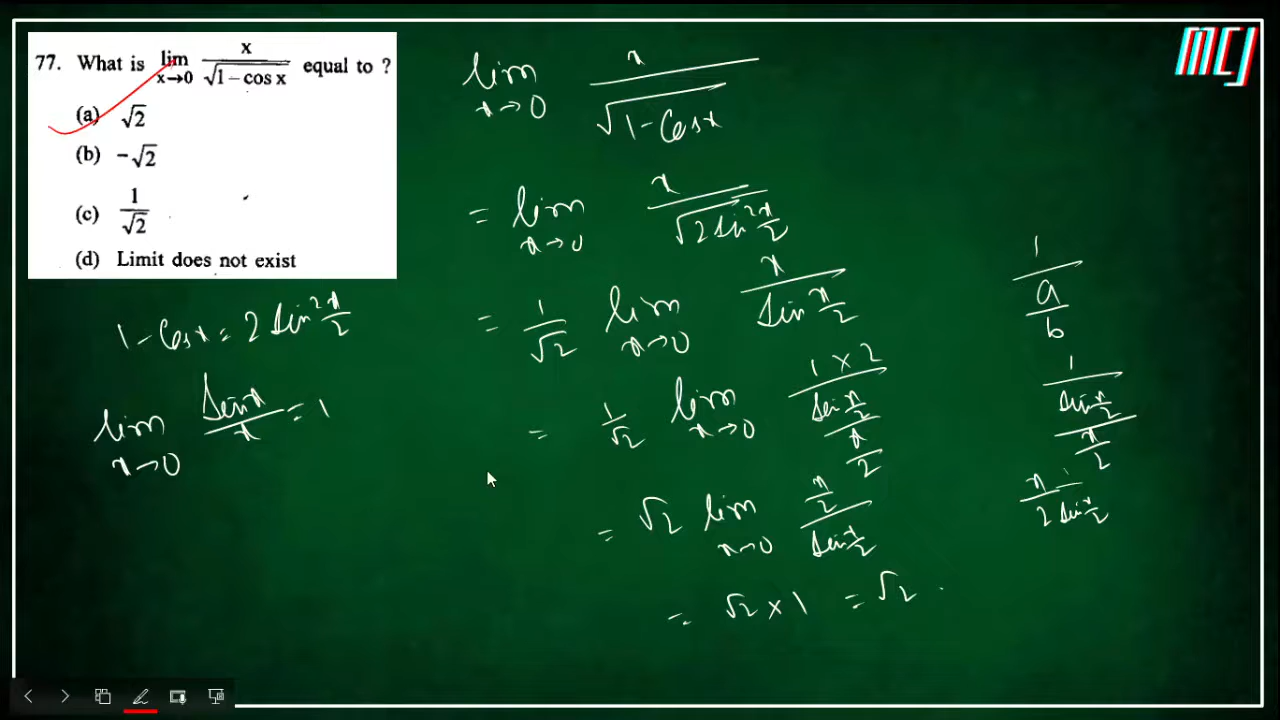 MCJ
77. What is lim x→0 x/√(1 – cos x) equal to ?
(a) √2
(b) –√2
(c) 1/√2
(d) Limit does not exist
1 - Cosx = 2 Sin² x/2
lim x→0 Sinx/x = 1
lim x→0 x/√(1 - Cosx)
= lim x→0 x/√(2 Sin² x/2)
= 1/√2 lim x→0 x/(Sin x/2)
= 1/√2 lim x→0 (1 × 2)/((Sin x/2)/(x/2))
= √2 lim x→0 (x/2)/(Sin x/2)
= √2 × 1 = √2
1/(a/b)
1/((Sin x/2)/(x/2))
x/(2 Sin x/2)